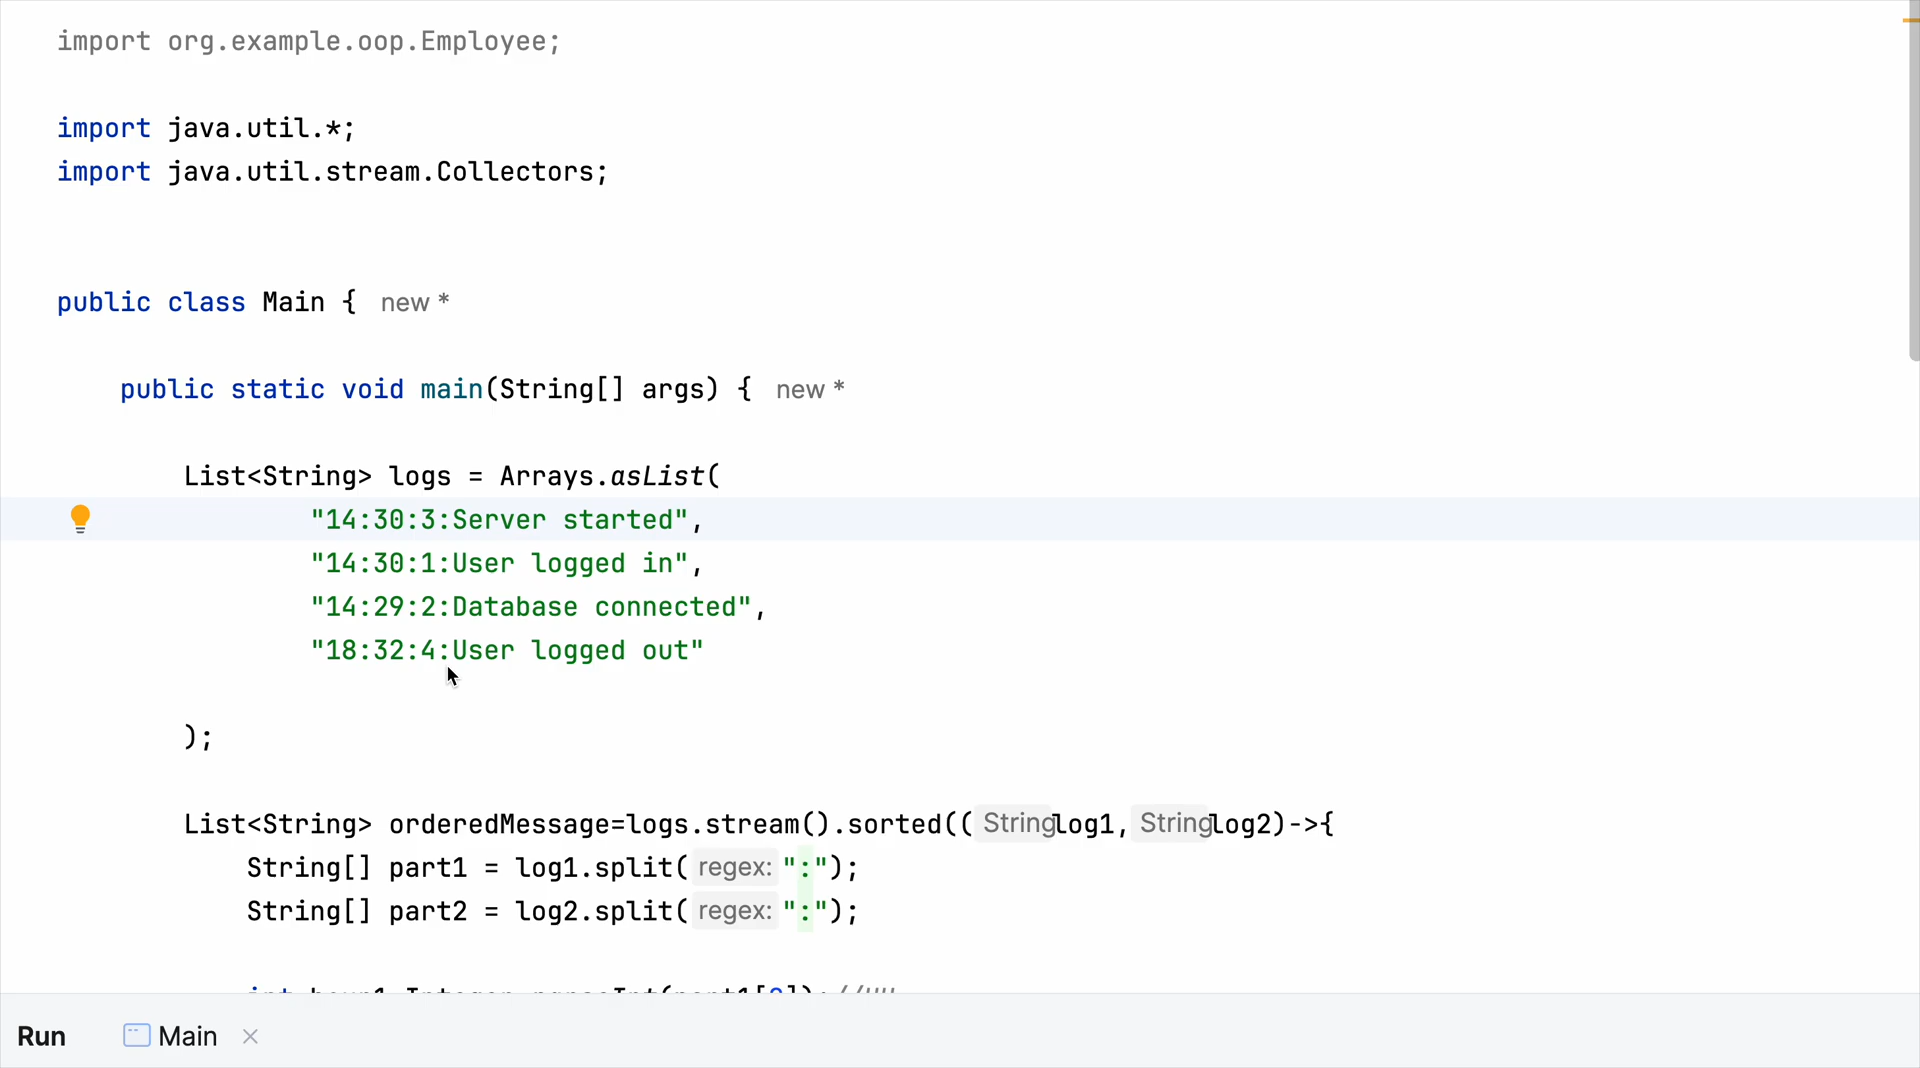 import org.example.oop.Employee;
import java.util.*;
import java.util.stream.Collectors;
public class Main {  new *
public static void main(String[] args) {  new *
List<String> logs = Arrays.asList(
"14:30:3:Server started",
"14:30:1:User logged in",
"14:29:2:Database connected",
"18:32:4:User logged out"
);
List<String> orderedMessage=logs.stream().sorted(( String log1, String log2)->{
String[] part1 = log1.split( regex: ":");
String[] part2 = log2.split( regex: ":");
Run Main